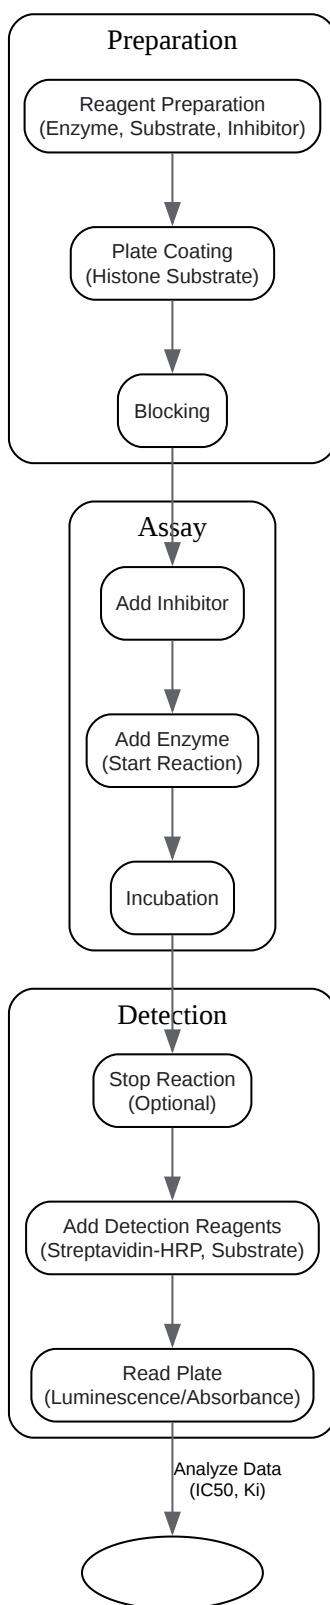 Preparation
Reagent Preparation
(Enzyme, Substrate, Inhibitor)
Plate Coating
(Histone Substrate)
Blocking
Assay
Add Inhibitor
Add Enzyme
(Start Reaction)
Incubation
Detection
Stop Reaction
(Optional)
Add Detection Reagents
(Streptavidin-HRP, Substrate)
Read Plate
(Luminescence/Absorbance)
Analyze Data
(IC50, Ki)